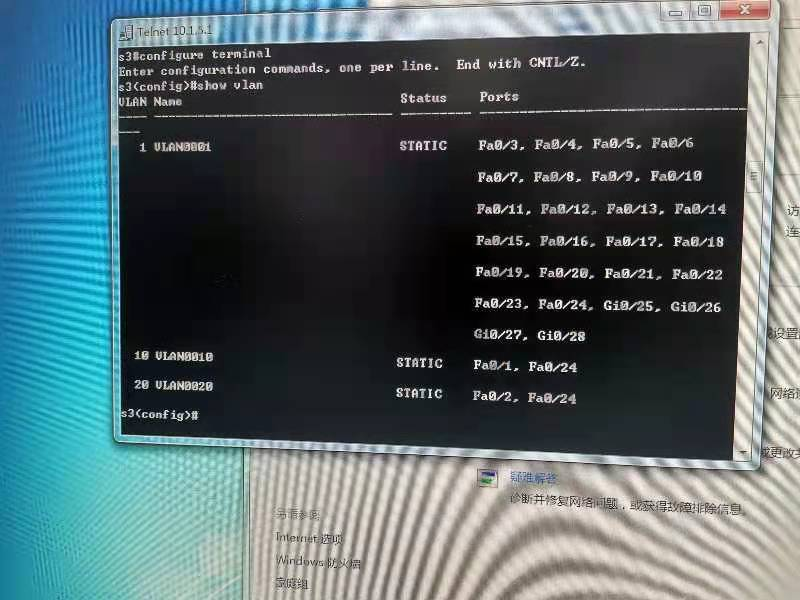 Telnet 10.1.5.1
s3#configure terminal
Enter configuration commands, one per line.  End with CNTL/Z.
s3(config)#show vlan
VLAN Name Status Ports
1 VLAN0001 STATIC Fa0/3, Fa0/4, Fa0/5, Fa0/6
Fa0/7, Fa0/8, Fa0/9, Fa0/10
Fa0/11, Fa0/12, Fa0/13, Fa0/14
Fa0/15, Fa0/16, Fa0/17, Fa0/18
Fa0/19, Fa0/20, Fa0/21, Fa0/22
Fa0/23, Fa0/24, Gi0/25, Gi0/26
Gi0/27, Gi0/28
10 VLAN0010 STATIC Fa0/1, Fa0/24
20 VLAN0020 STATIC Fa0/2, Fa0/24
s3(config)#
访
连
或设置
网络
或更改
疑难解答
诊断并修复网络问题，或获得故障排除信息。
另请参阅
Internet 选项
Windows 防火墙
家庭组